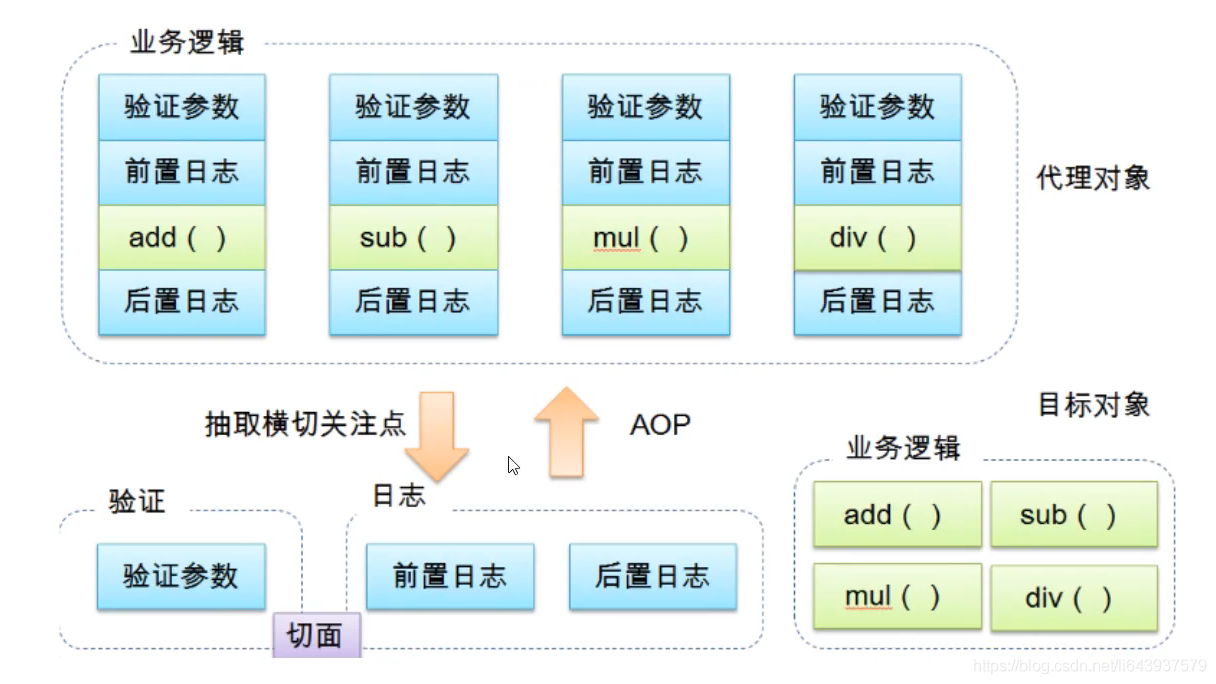 业务逻辑
验证参数 验证参数 验证参数 验证参数
前置日志 前置日志 前置日志 前置日志
代理对象
add ( ) sub ( ) mul ( ) div ( )
后置日志 后置日志 后置日志 后置日志
抽取横切关注点
AOP
目标对象
业务逻辑
验证
日志
add ( ) sub ( )
验证参数
前置日志 后置日志
mul ( ) div ( )
切面
https://blog.csdn.net/li643937579